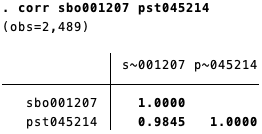 . corr sbo001207 pst045214
(obs=2,489)
s~001207 p~045214
sbo001207 1.0000
pst045214 0.9845 1.0000